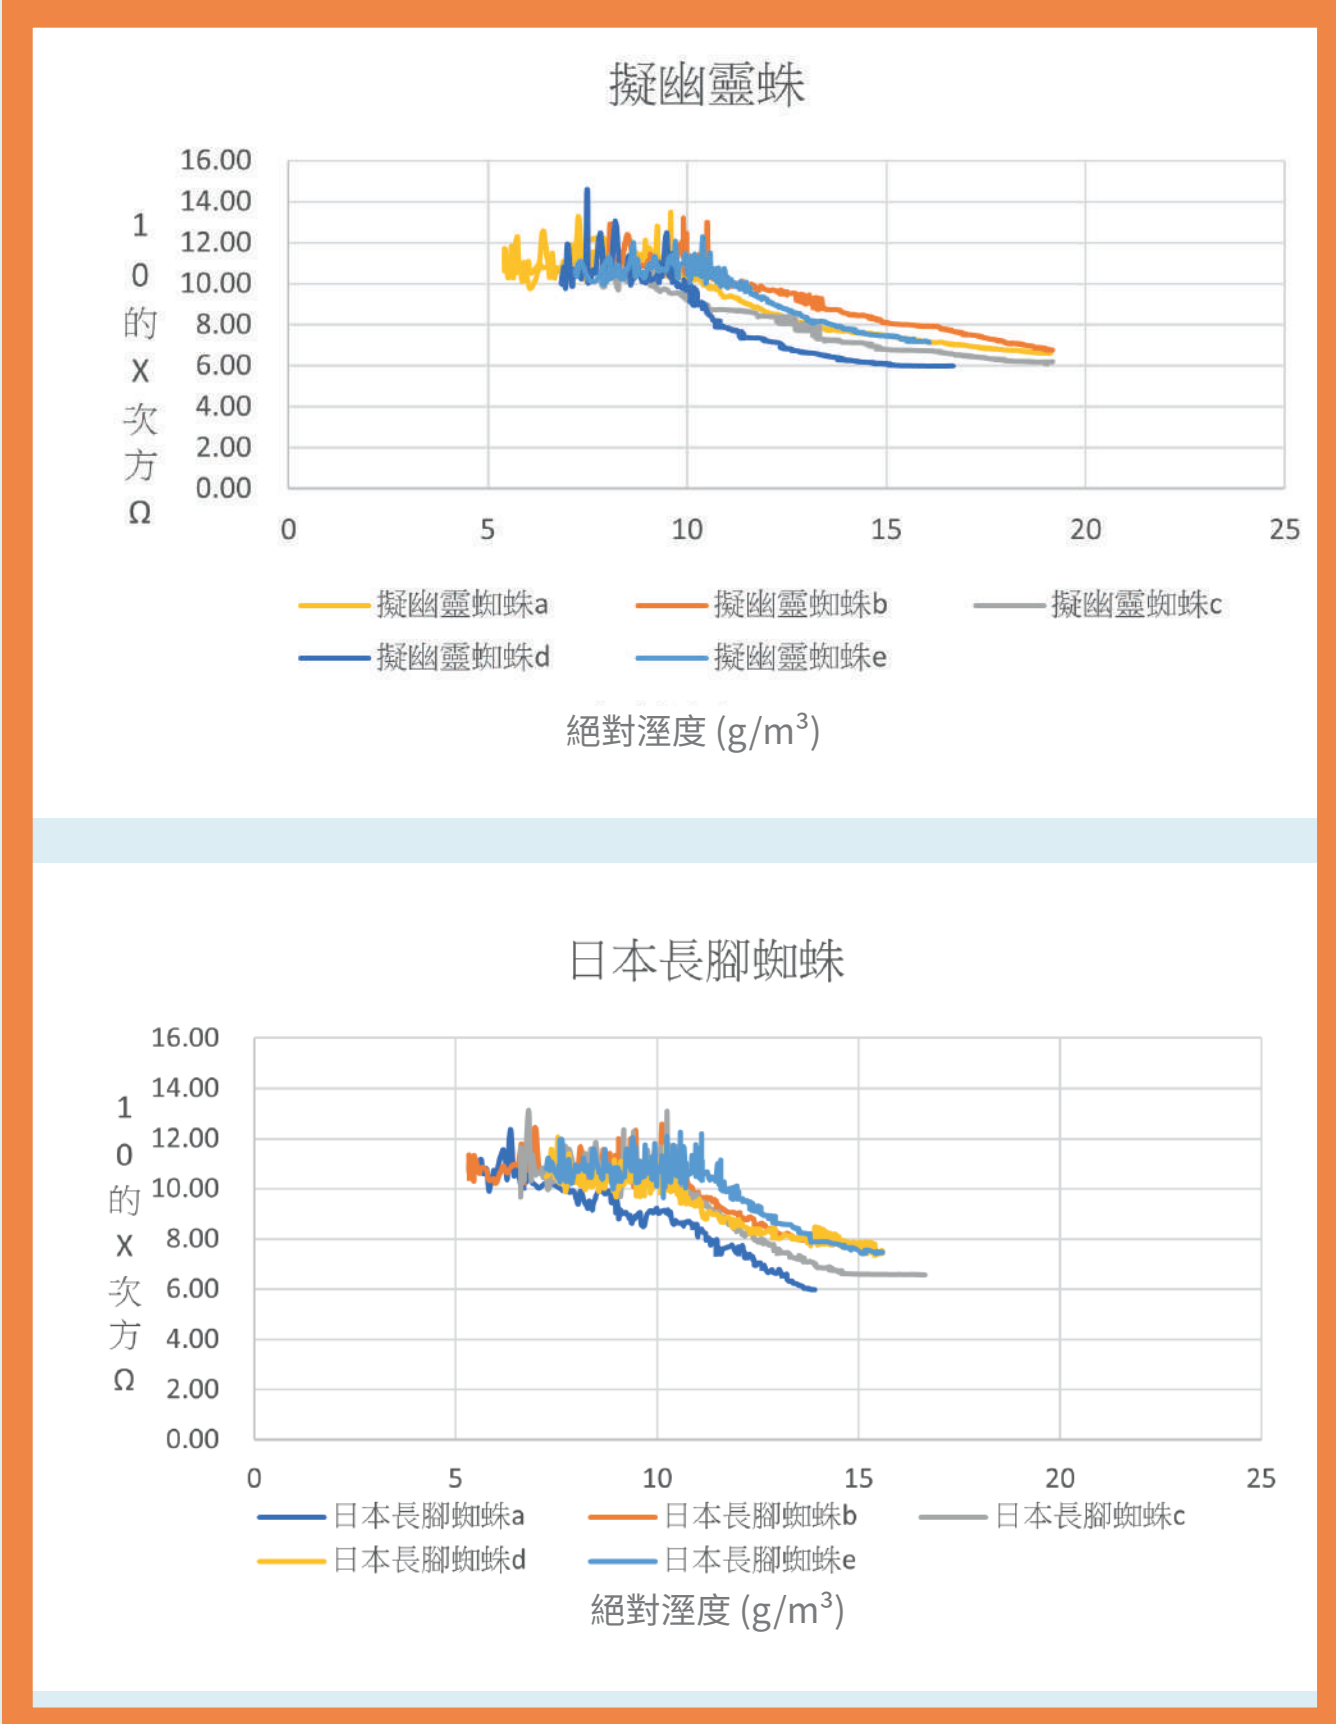 擬幽靈蛛
16.00
14.00
12.00
10.00
8.00
6.00
4.00
2.00
0.00
10的X次方Ω
0 5 10 15 20 25
擬幽靈蜘蛛a 擬幽靈蜘蛛b 擬幽靈蜘蛛c
擬幽靈蜘蛛d 擬幽靈蜘蛛e
絕對溼度 (g/m³)
日本長腳蜘蛛
16.00
14.00
12.00
10.00
8.00
6.00
4.00
2.00
0.00
10的X次方Ω
0 5 10 15 20 25
日本長腳蜘蛛a 日本長腳蜘蛛b 日本長腳蜘蛛c
日本長腳蜘蛛d 日本長腳蜘蛛e
絕對溼度 (g/m³)